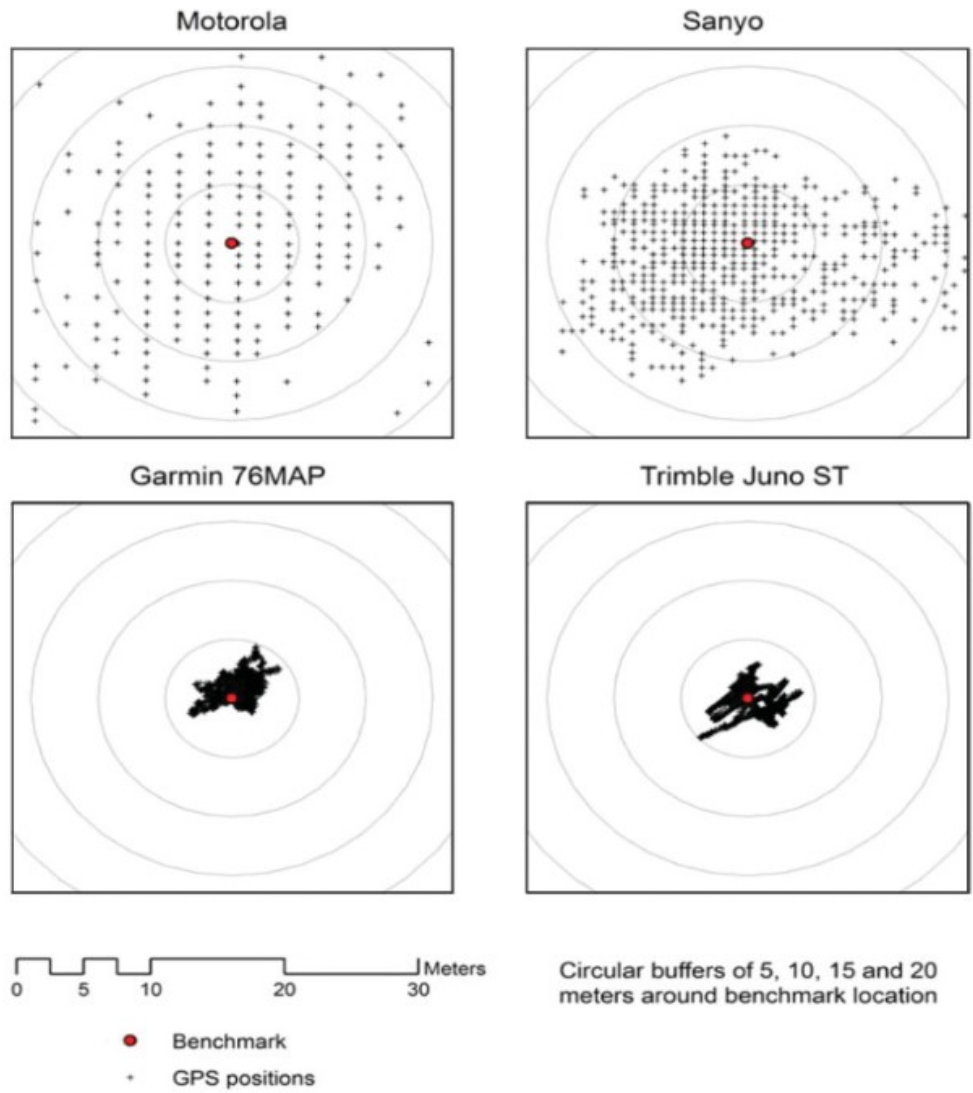 Motorola
Sanyo
Garmin 76MAP
Trimble Juno ST
Meters
0 5 10 20 30
Circular buffers of 5, 10, 15 and 20
meters around benchmark location
Benchmark
GPS positions